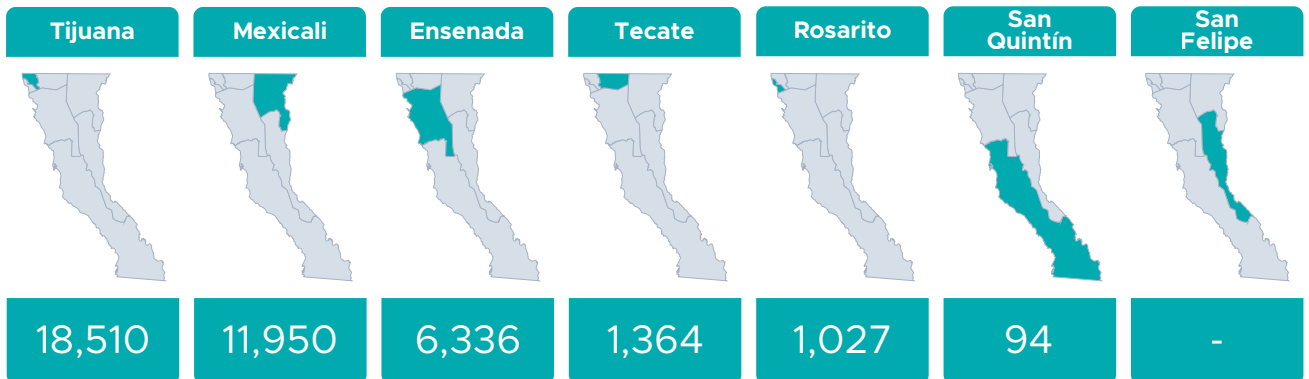 Tijuana
Mexicali
Ensenada
Tecate
Rosarito
San
Quintín
San
Felipe
18,510
11,950
6,336
1,364
1,027
94
-